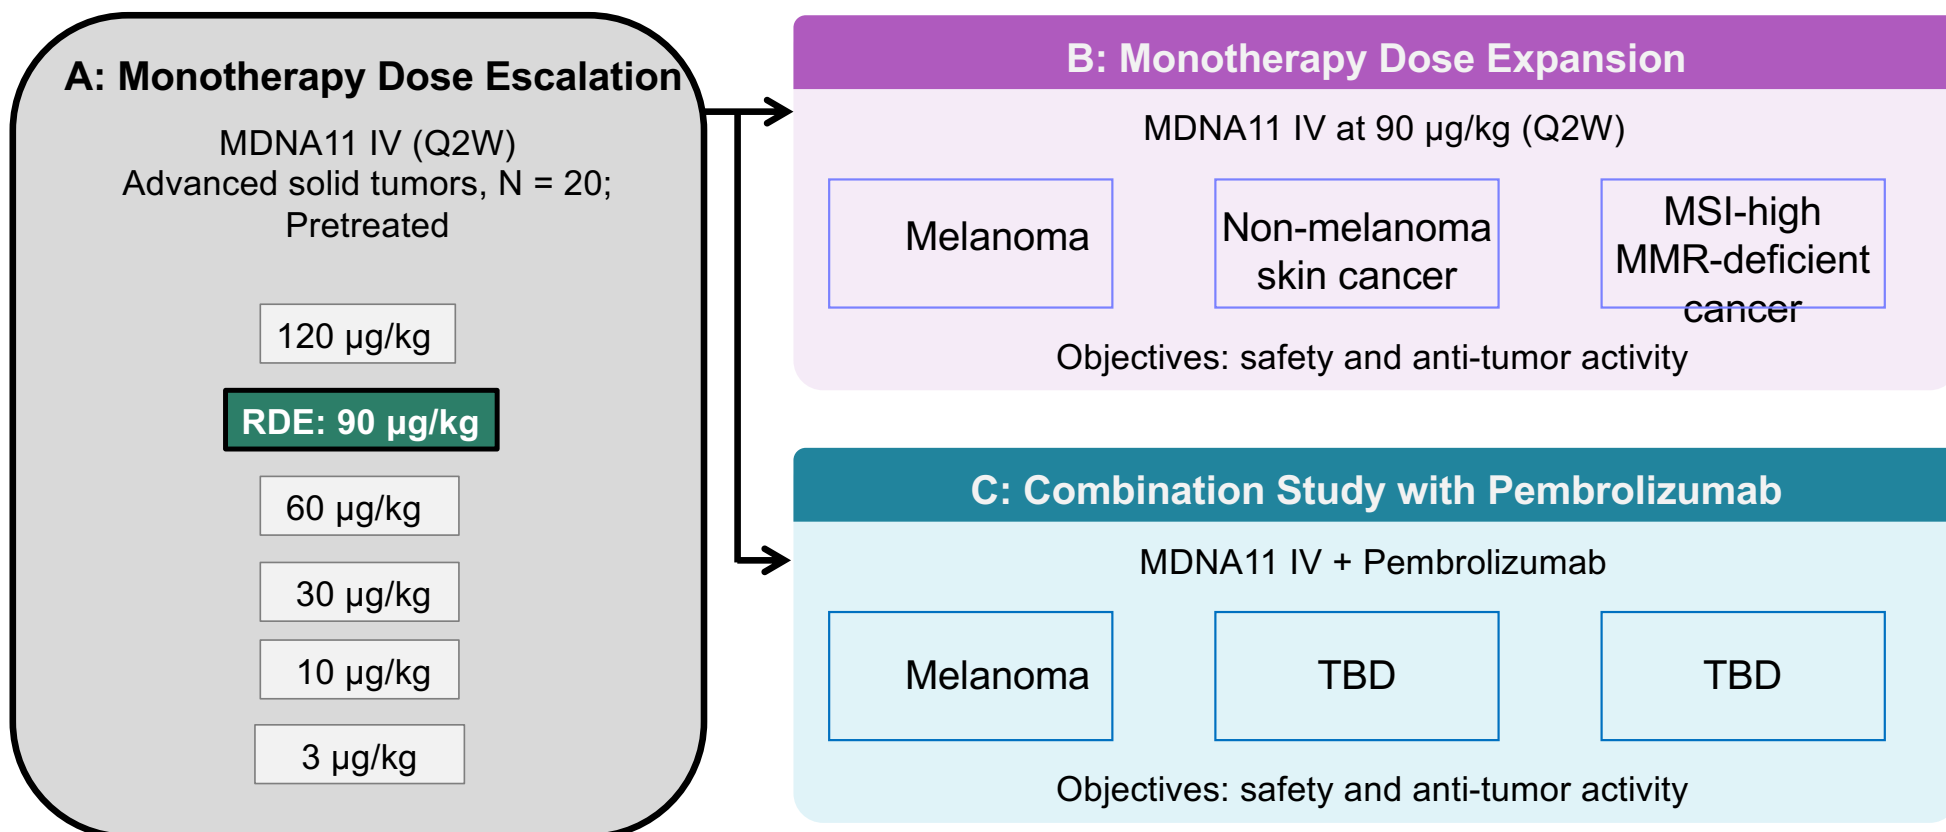 A: Monotherapy Dose Escalation
MDNA11 IV (Q2W)
Advanced solid tumors, N = 20;
Pretreated
120 µg/kg
RDE: 90 µg/kg
60 µg/kg
30 µg/kg
10 µg/kg
3 µg/kg
B: Monotherapy Dose Expansion
MDNA11 IV at 90 µg/kg (Q2W)
Melanoma
Non-melanoma
skin cancer
MSI-high
MMR-deficient
cancer
Objectives: safety and anti-tumor activity
C: Combination Study with Pembrolizumab
MDNA11 IV + Pembrolizumab
Melanoma
TBD
TBD
Objectives: safety and anti-tumor activity